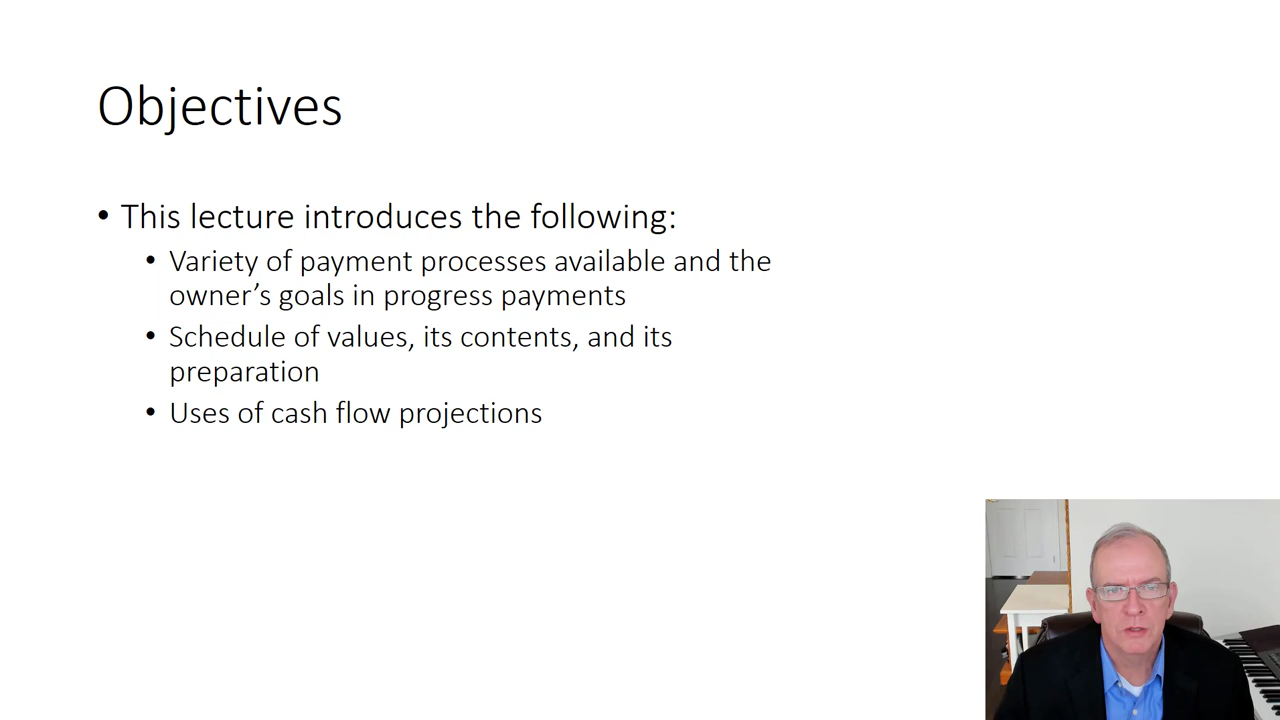 Objectives
• This lecture introduces the following:
• Variety of payment processes available and the
owner’s goals in progress payments
• Schedule of values, its contents, and its
preparation
• Uses of cash flow projections